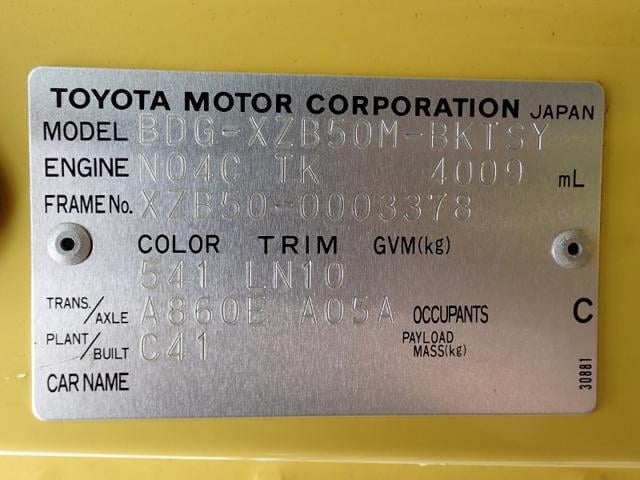 TOYOTA MOTOR CORPORATION JAPAN
MODEL BDG-XZB50M-BKTSY
ENGINE N04C TK 4009 mL
FRAME No. XZB50-0003378
COLOR TRIM GVM(kg)
541 LN10
TRANS./AXLE A860E A05A OCCUPANTS C
PLANT/BUILT C41 PAYLOAD MASS(kg)
CAR NAME
30881